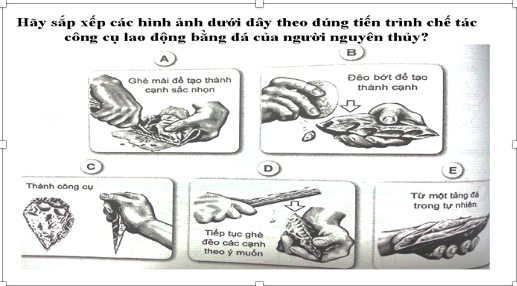 Hãy sắp xếp các hình ảnh dưới đây theo đúng tiến trình chế tác
công cụ lao động bằng đá của người nguyên thủy?
A
Ghè mài để tạo thành
cạnh sắc nhọn
B
Đẽo bớt để tạo
thành cạnh
C
Thành công cụ
D
Tiếp tục ghè
đẽo các cạnh
theo ý muốn
E
Từ một tảng đá
trong tự nhiên